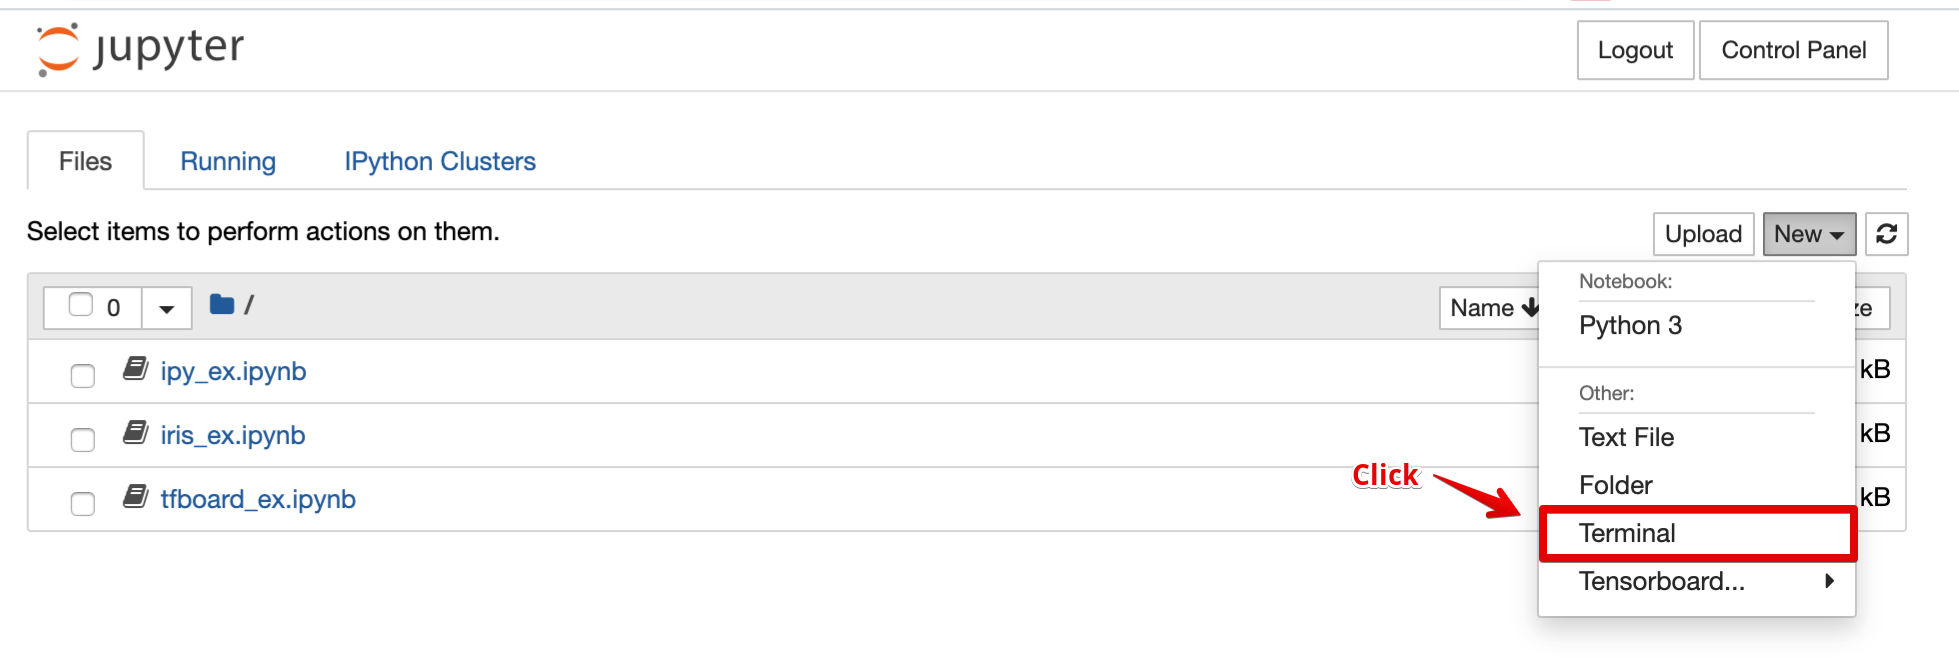 jupyter
Logout
Control Panel
Files
Running
IPython Clusters
Select items to perform actions on them.
Upload
New
0
/
Name
Notebook:
Python 3
ipy_ex.ipynb
kB
Other:
iris_ex.ipynb
Text File
kB
Click
Folder
tfboard_ex.ipynb
kB
Terminal
Tensorboard...